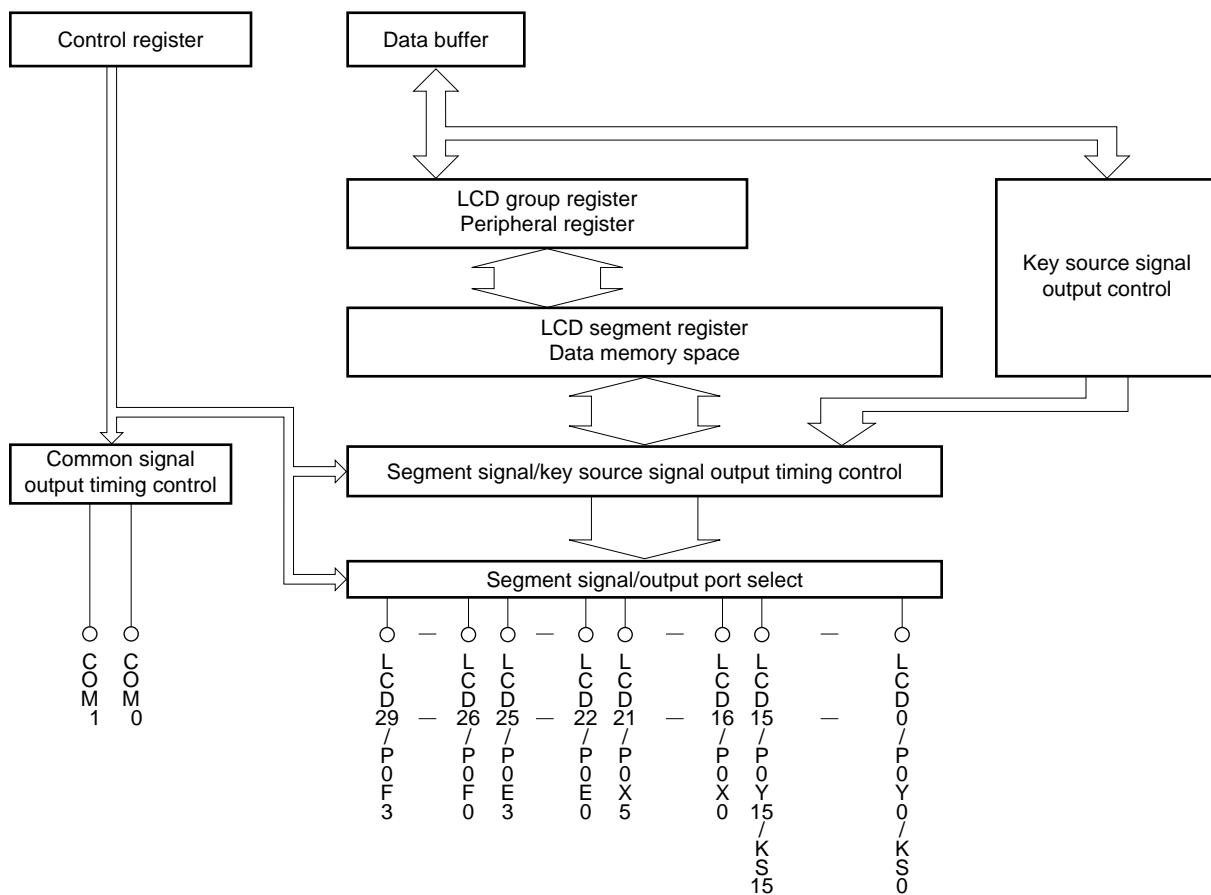 Control register
Data buffer
LCD group register
Peripheral register
Key source signal
output control
LCD segment register
Data memory space
Common signal
output timing control
Segment signal/key source signal output timing control
Segment signal/output port select
COM1
COM0
LCD29/P0F3
—
LCD26/P0F0
LCD25/P0E3
—
LCD22/P0E0
LCD21/P0X5
—
LCD16/P0X0
LCD15/P0Y15/KS15
—
LCD0/P0Y0/KS0